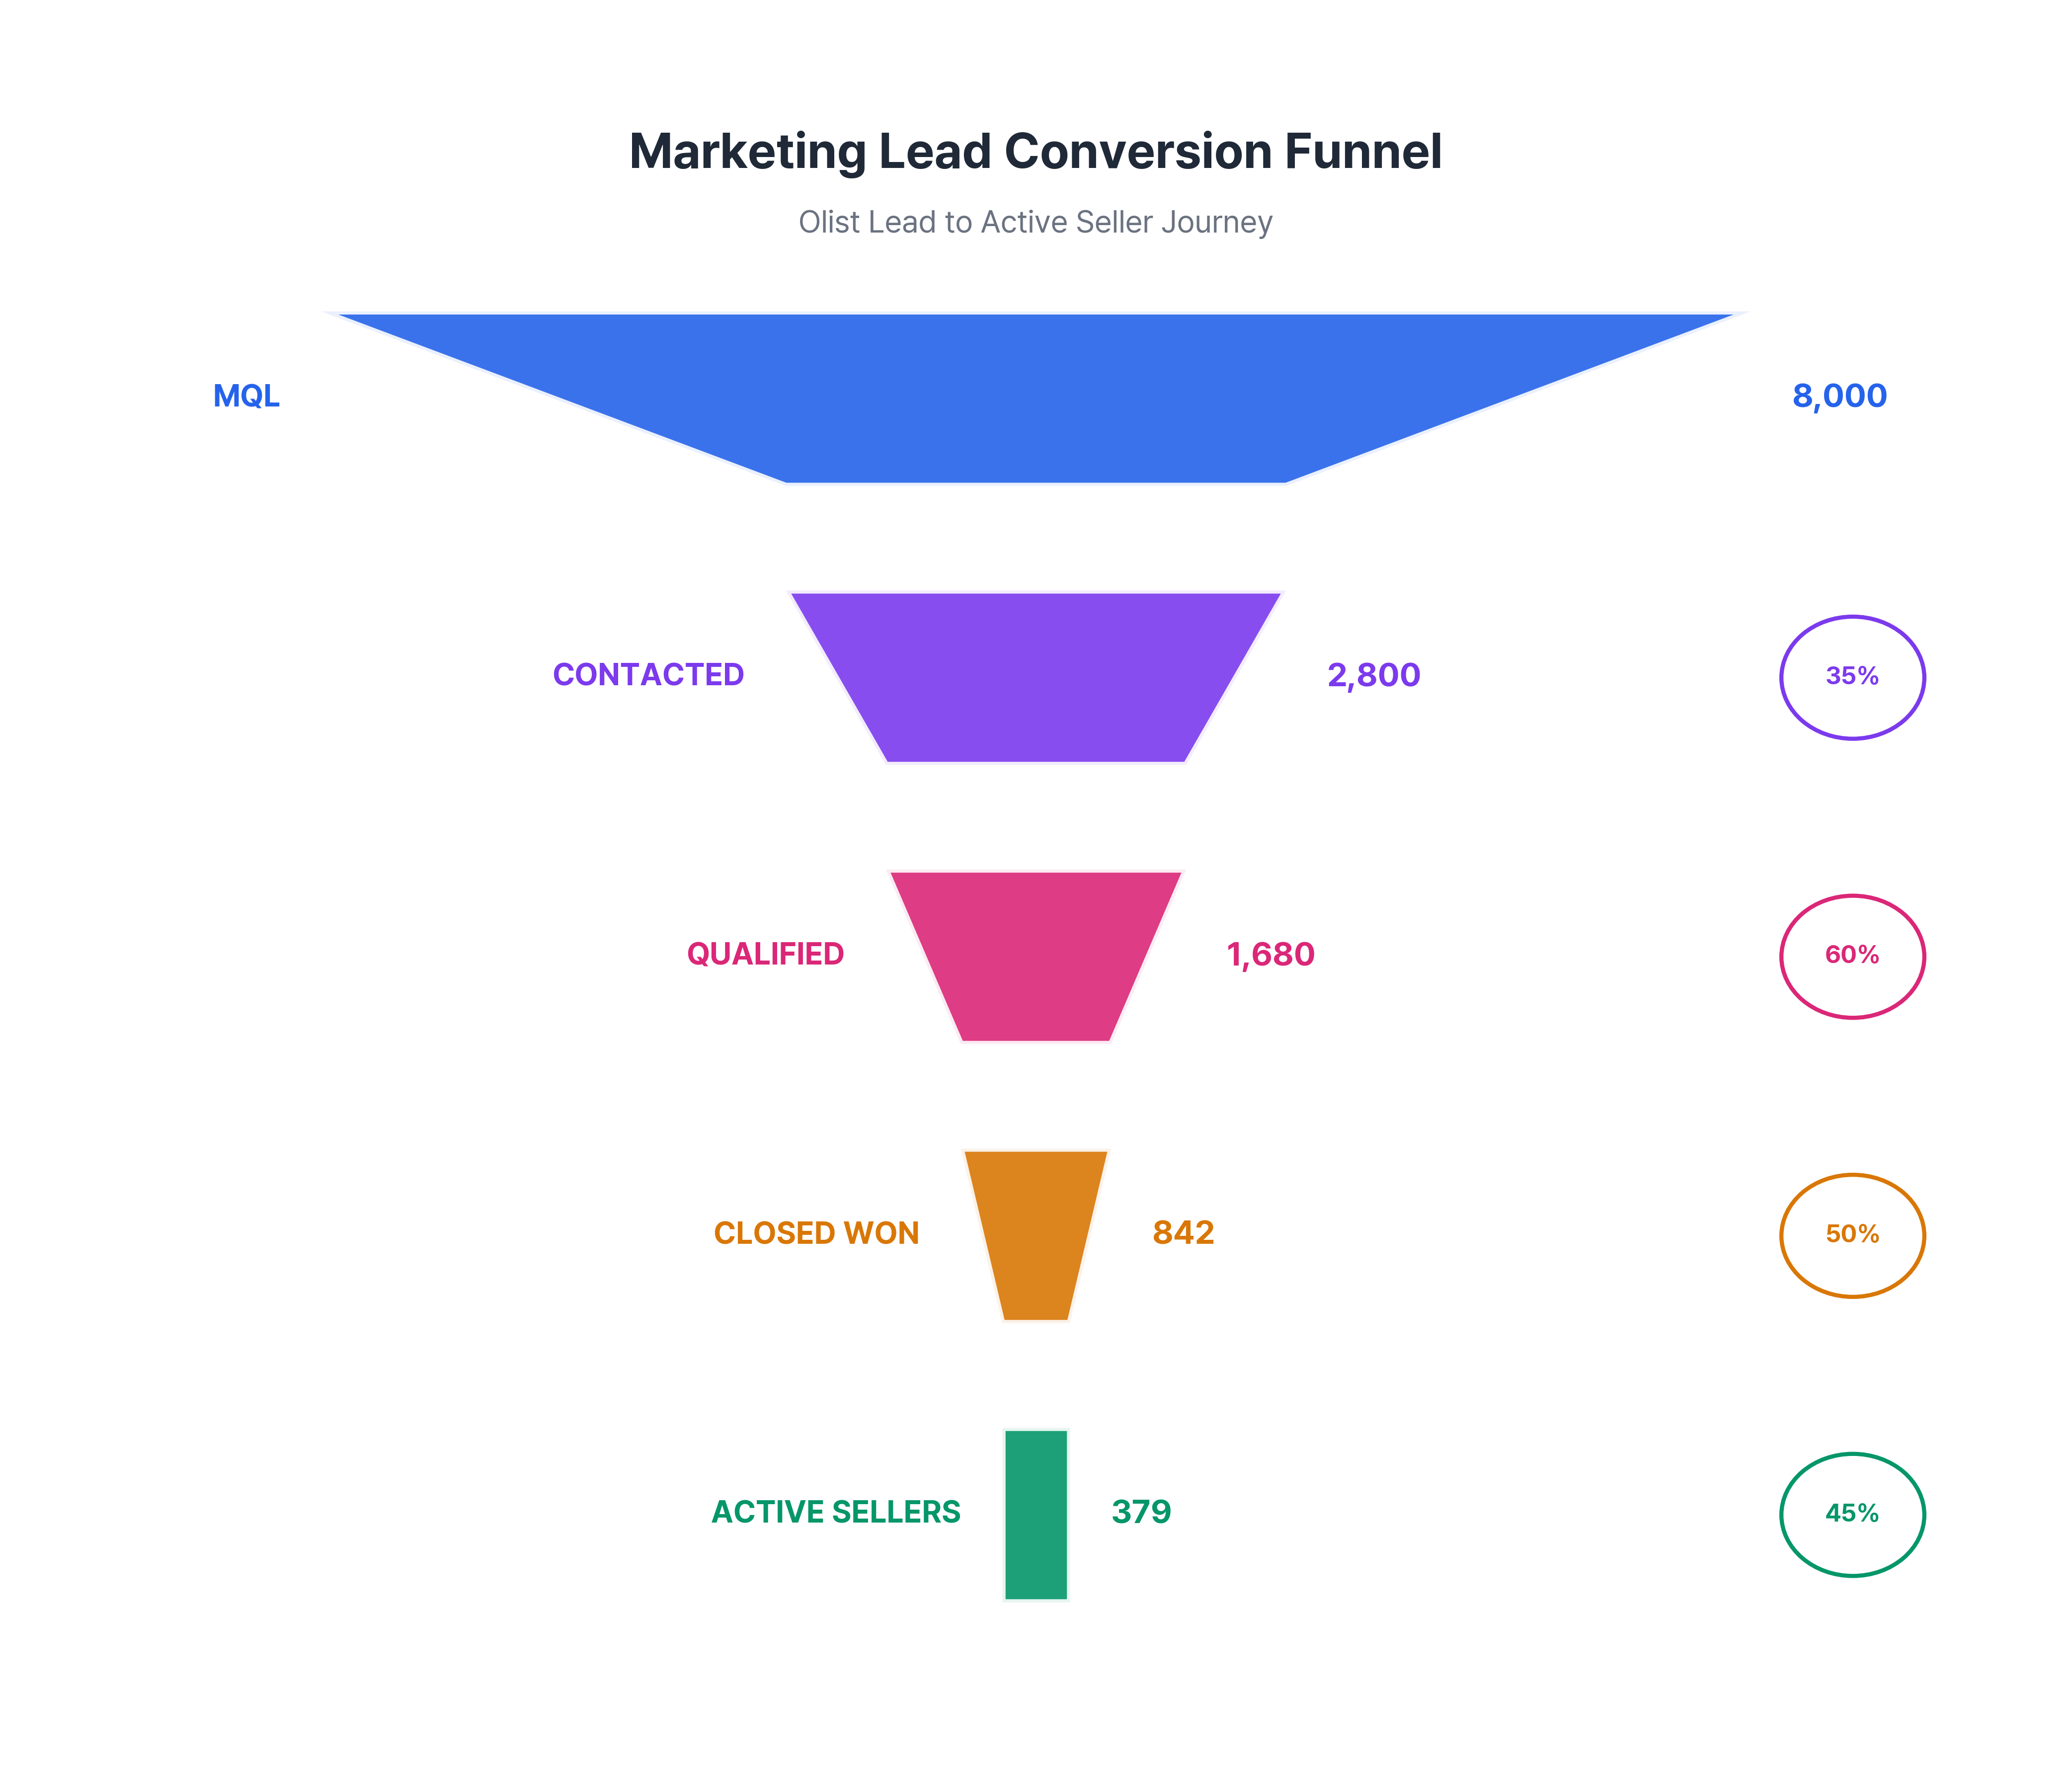 Marketing Lead Conversion Funnel
Olist Lead to Active Seller Journey
MQL 8,000
CONTACTED 2,800 35%
QUALIFIED 1,680 60%
CLOSED WON 842 50%
ACTIVE SELLERS 379 45%